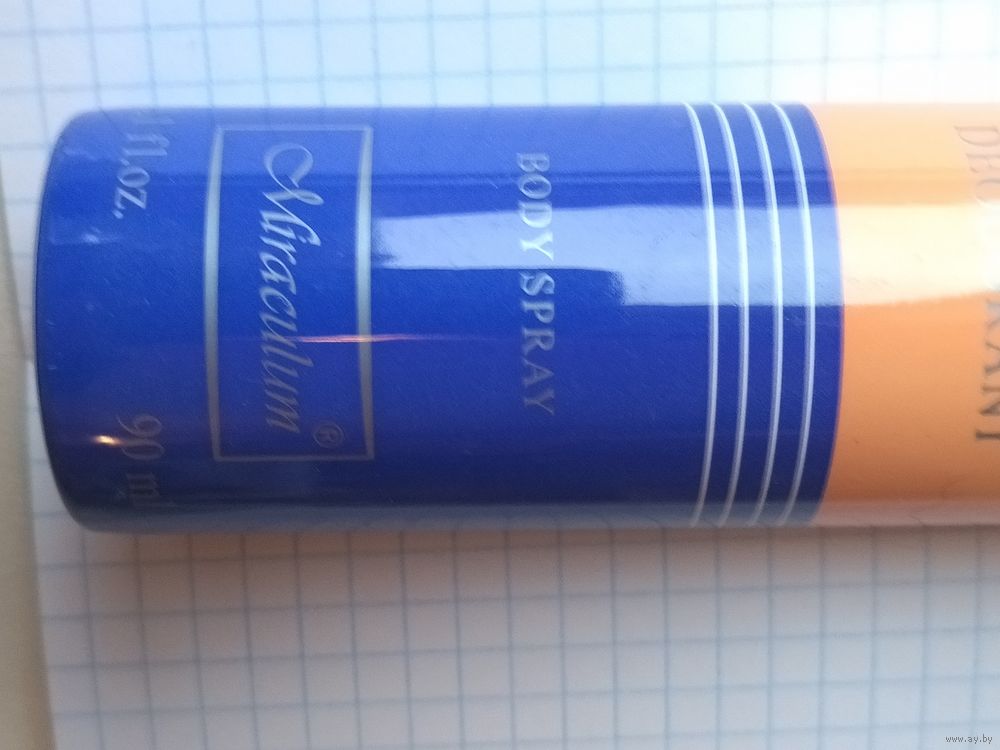 BODY SPRAY
Miraculum®
fl.oz. 90 ml
www.ay.by